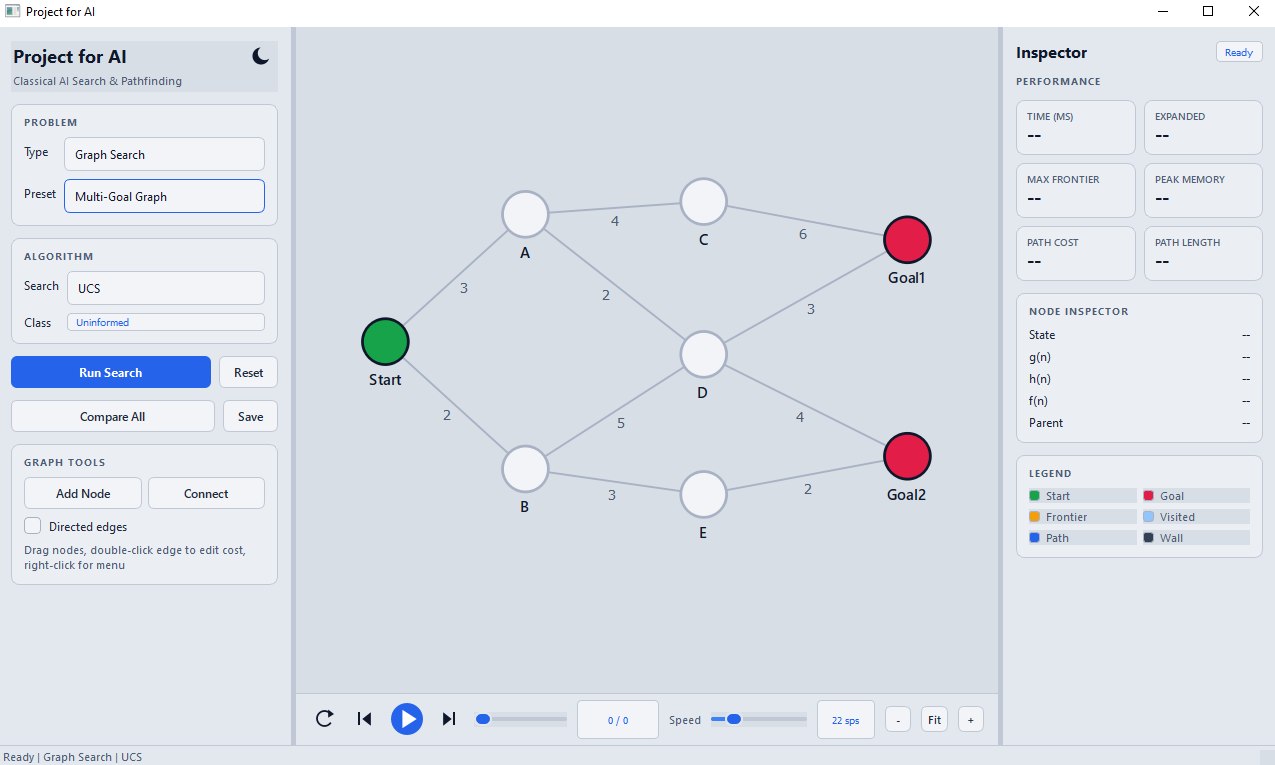 Project for AI
Project for AI
Classical AI Search & Pathfinding
PROBLEM
Type Graph Search
Preset Multi-Goal Graph
ALGORITHM
Search UCS
Class Uninformed
Run Search Reset
Compare All Save
GRAPH TOOLS
Add Node Connect
Directed edges
Drag nodes, double-click edge to edit cost,
right-click for menu
4
A
C
6
Goal1
3
2
3
Start
D
2
5
4
B
3
2
Goal2
E
0 / 0 Speed 22 sps - Fit +
Inspector Ready
PERFORMANCE
TIME (MS) EXPANDED
-- --
MAX FRONTIER PEAK MEMORY
-- --
PATH COST PATH LENGTH
-- --
NODE INSPECTOR
State --
g(n) --
h(n) --
f(n) --
Parent --
LEGEND
Start Goal
Frontier Visited
Path Wall
Ready | Graph Search | UCS